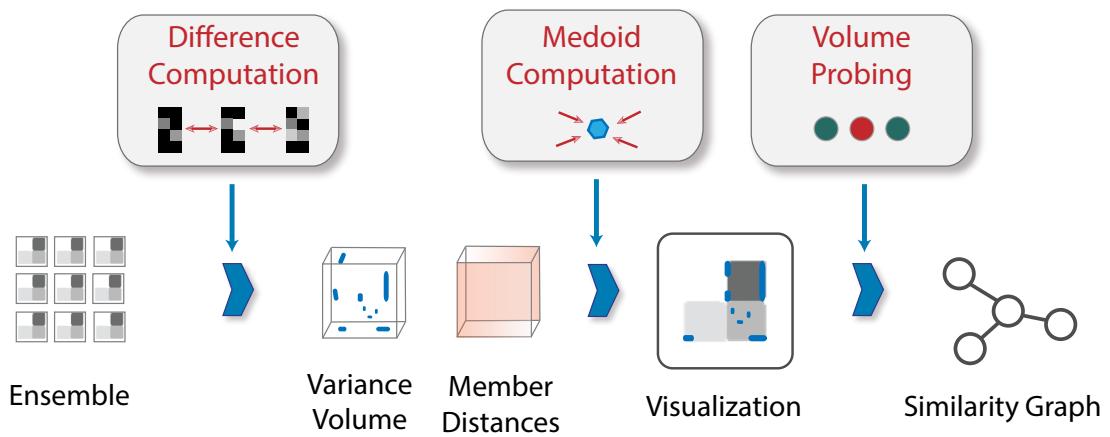 Difference
Computation
Medoid
Computation
Volume
Probing
Ensemble
Variance
Volume
Member
Distances
Visualization
Similarity Graph